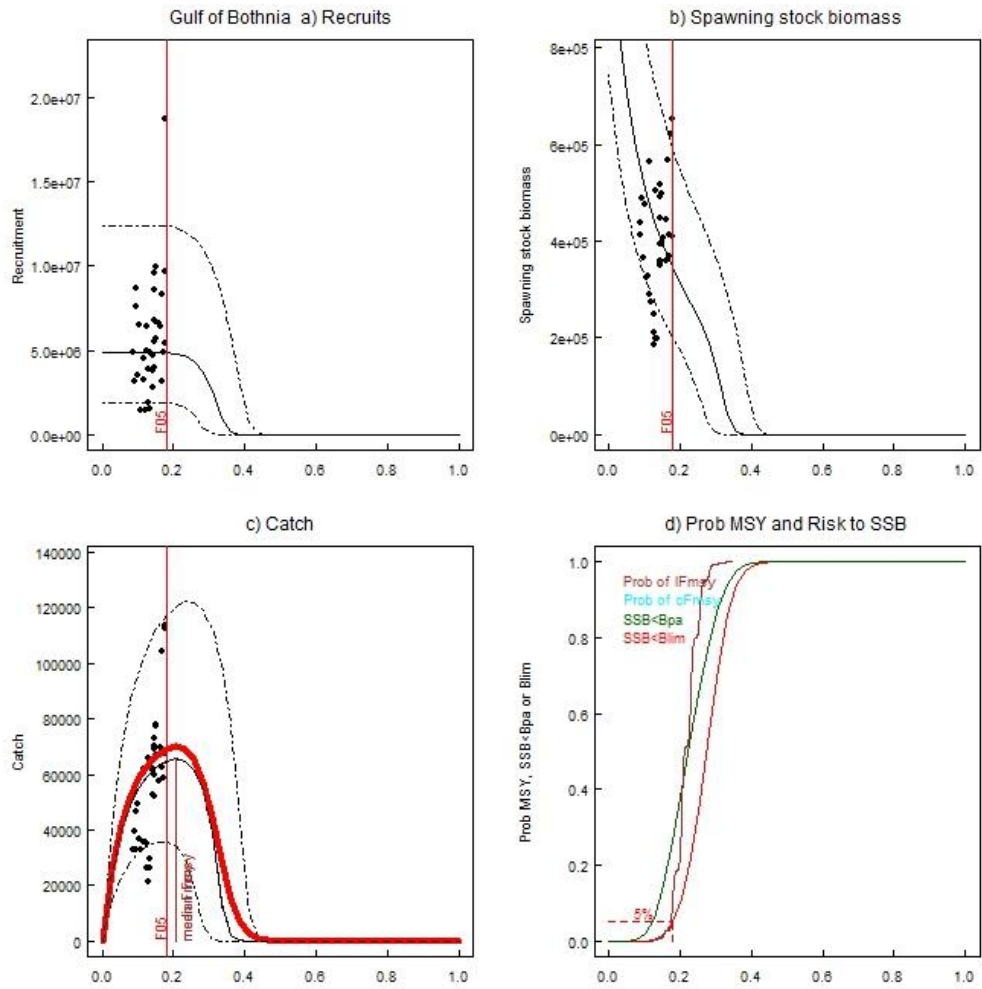 Gulf of Bothnia a) Recruits
Recruitment
2.0e+07
1.5e+07
1.0e+07
5.0e+06
0.0e+00
F05
0.0 0.2 0.4 0.6 0.8 1.0
b) Spawning stock biomass
Spawning stock biomass
8e+05
6e+05
4e+05
2e+05
0e+00
F05
0.0 0.2 0.4 0.6 0.8 1.0
c) Catch
Catch
140000
120000
100000
80000
60000
40000
20000
0
F05
median Fmsy
0.0 0.2 0.4 0.6 0.8 1.0
d) Prob MSY and Risk to SSB
Prob MSY, SSB<Bpa or Blim
1.0
0.8
0.6
0.4
0.2
0.0
Prob of lFmsy
Prob of cFmsy
SSB<Bpa
SSB<Blim
5%
0.0 0.2 0.4 0.6 0.8 1.0